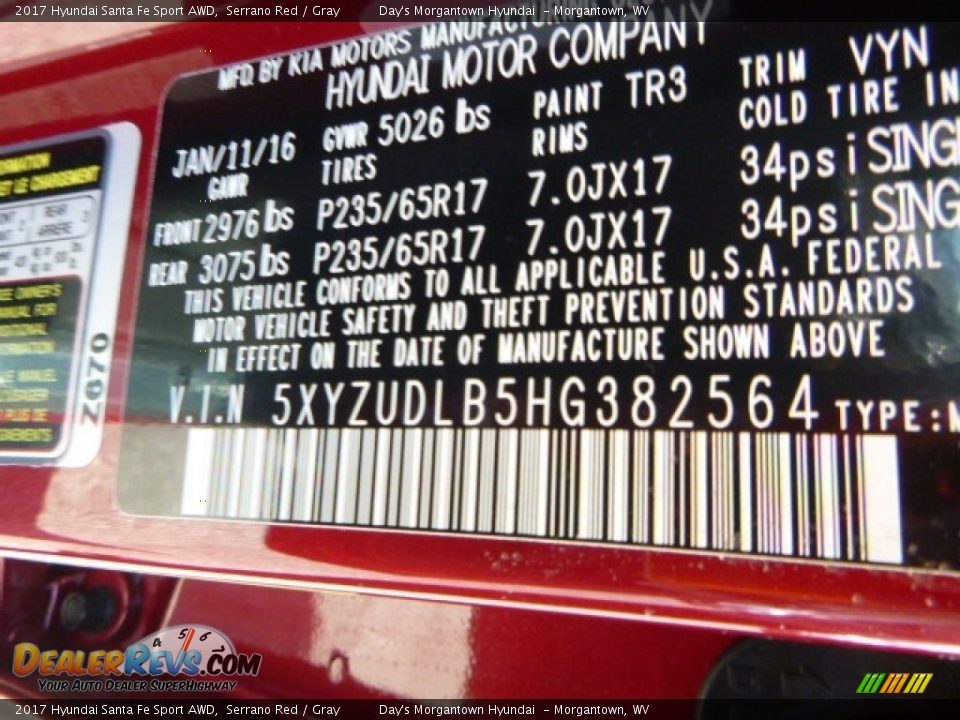 2017 Hyundai Santa Fe Sport AWD, Serrano Red / Gray Day's Morgantown Hyundai - Morgantown, WV
MFD. BY KIA MOTORS
HYUNDAI MOTOR COMPANY
JAN/11/16 GVWR 5026 lbs PAINT TR3 TRIM VYN
GAWR TIRES RIMS COLD TIRE IN
FRONT 2976 lbs P235/65R17 7.0JX17 34psi SINGL
REAR 3075 lbs P235/65R17 7.0JX17 34psi SING
THIS VEHICLE CONFORMS TO ALL APPLICABLE U.S.A. FEDERAL
MOTOR VEHICLE SAFETY AND THEFT PREVENTION STANDARDS
IN EFFECT ON THE DATE OF MANUFACTURE SHOWN ABOVE
V.I.N 5XYZUDLB5HG382564 TYPE:M
REAR
ARRIERE
2G670
DealerRevs.com
Your Auto Dealer SuperHighway
2017 Hyundai Santa Fe Sport AWD, Serrano Red / Gray Day's Morgantown Hyundai - Morgantown, WV